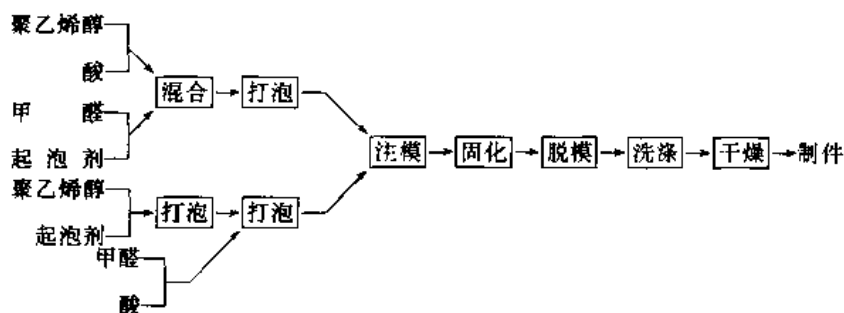 聚乙烯醇
酸
甲 醛
起 泡 剂
混合
打泡
聚乙烯醇
起泡剂
打泡
打泡
甲醛
酸
注模
固化
脱模
洗涤
干燥
制件